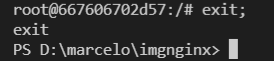 root@667606702d57:/# exit;
exit
PS D:\marcelo\imgnginx>